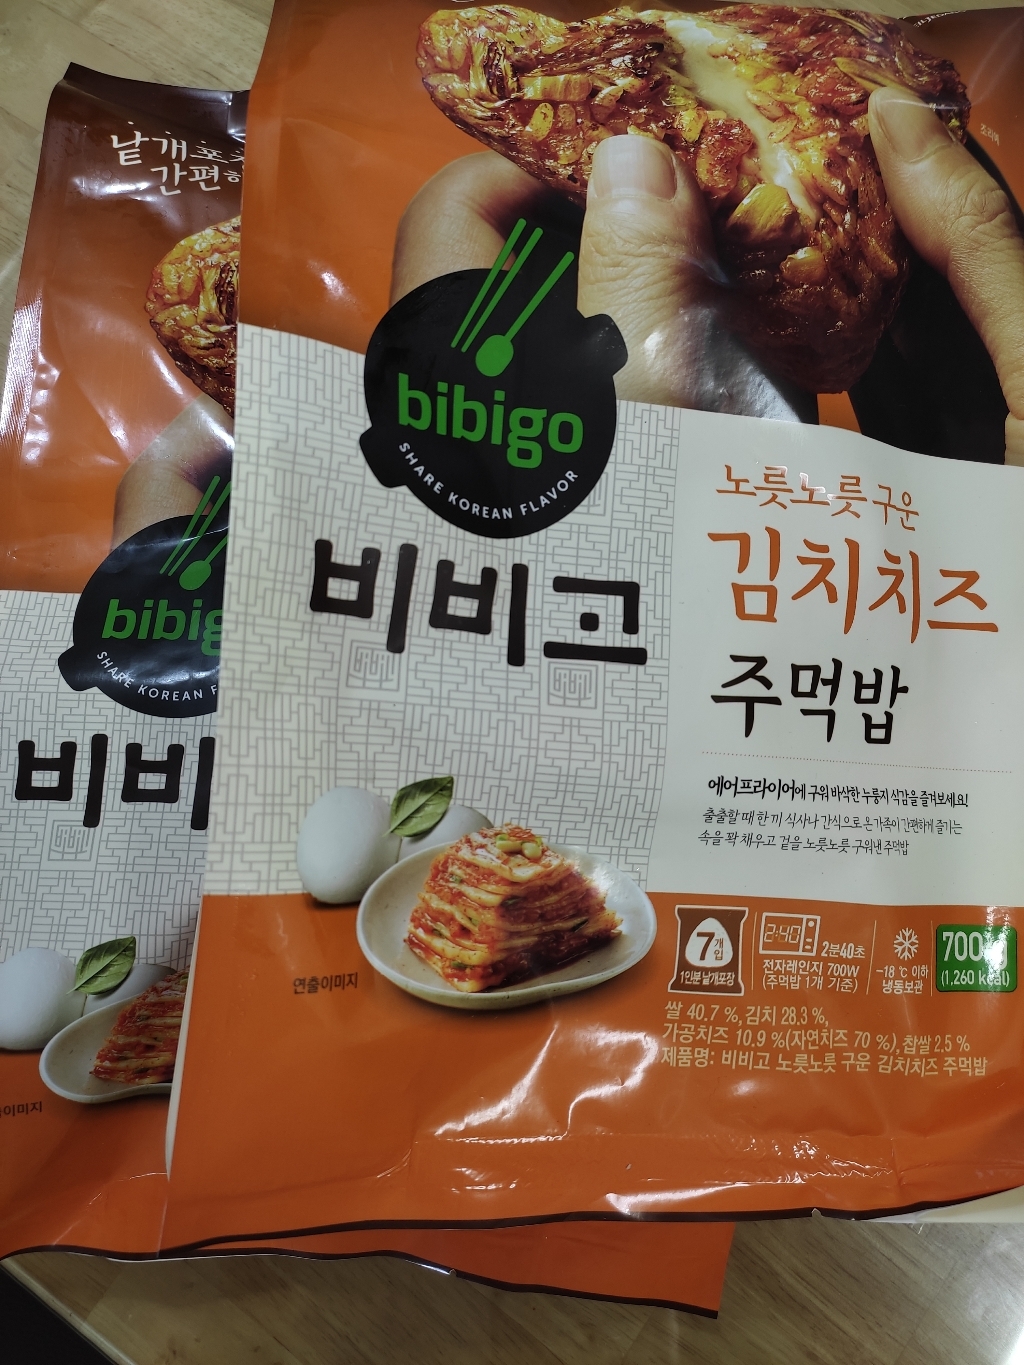 낱개포
간편하
bibigo
SHARE KOREAN FLAVOR
비비고
노릇노릇 구운
김치치즈
주먹밥
에어프라이어에 구워 바삭한 누룽지 식감을 즐겨보세요!
출출할 때 한 끼 식사나 간식으로 온가족이 간편하게 즐기는
속을 꽉 채우고 겉을 노릇노릇 구워낸 주먹밥
연출이미지
7개입
1인분 낱개포장
2:40
2분40초
전자레인지 700W
(주먹밥 1개 기준)
-18 ℃ 이하
냉동보관
700g
(1,260 kcal)
쌀 40.7 %, 김치 28.3 %,
가공치즈 10.9 %(자연치즈 70 %), 찹쌀 2.5 %
제품명: 비비고 노릇노릇 구운 김치치즈 주먹밥
bibig
SHARE KOREAN F
비비
이미지